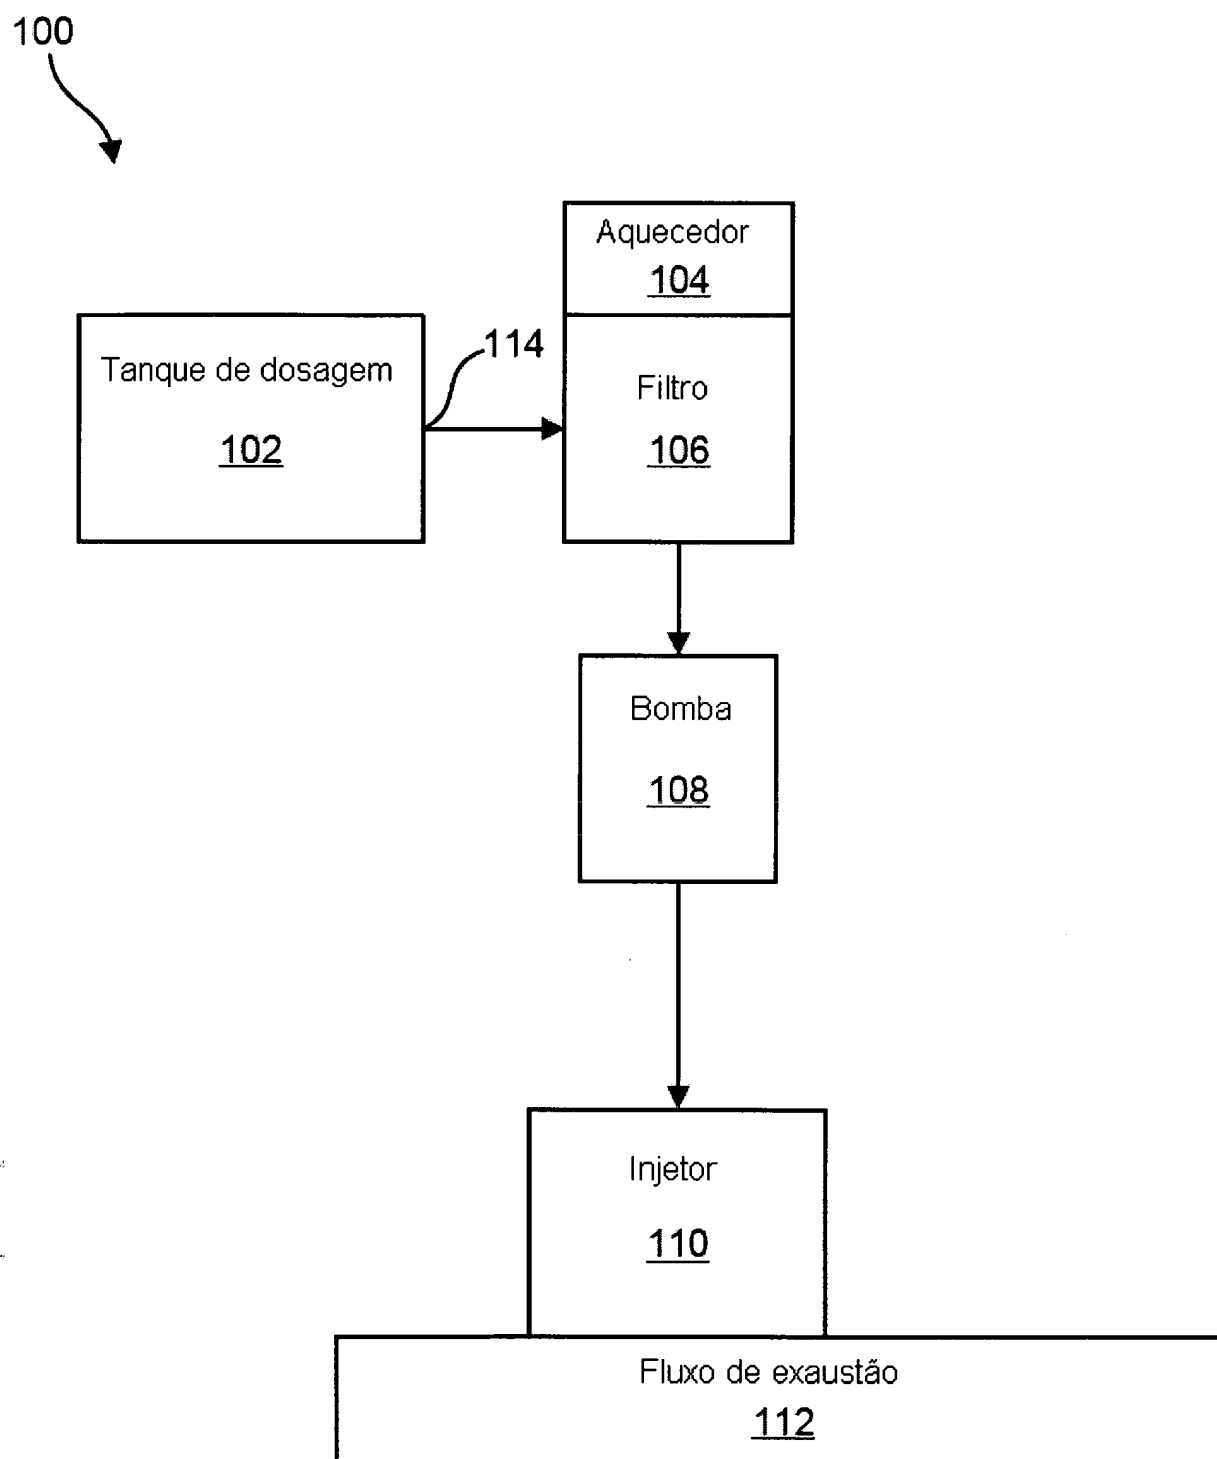 100
Aquecedor
104
114
Tanque de dosagem
102
Filtro
106
Bomba
108
Injetor
110
Fluxo de exaustão
112